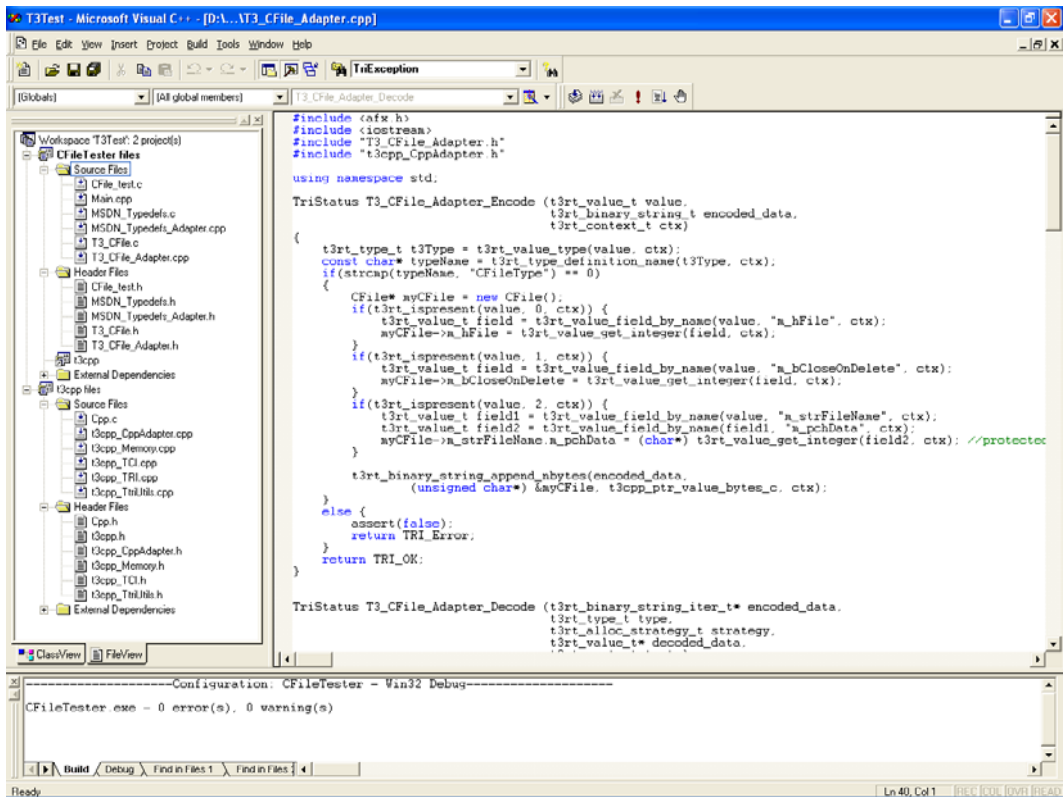 T3Test - Microsoft Visual C++ - [D:\...\T3_CFile_Adapter.cpp]
File Edit View Insert Project Build Tools Window Help
TriException
(Globals) (All global members) T3_CFile_Adapter_Decode
Workspace 'T3Test': 2 project(s)
CFileTester files
Source Files
CFile_test.c
Main.cpp
MSDN_Typedefs.c
MSDN_Typedefs_Adapter.cpp
T3_CFile.c
T3_CFile_Adapter.cpp
Header Files
CFile_test.h
MSDN_Typedefs.h
MSDN_Typedefs_Adapter.h
T3_CFile.h
T3_CFile_Adapter.h
t3cpp
External Dependencies
t3cpp files
Source Files
Cpp.c
t3cpp_CppAdapter.cpp
t3cpp_Memory.cpp
t3cpp_TCI.cpp
t3cpp_TRI.cpp
t3cpp_TtriUtils.cpp
Header Files
Cpp.h
t3cpp.h
t3cpp_CppAdapter.h
t3cpp_Memory.h
t3cpp_TCI.h
t3cpp_TtriUtils.h
External Dependencies
ClassView FileView
#include <afx.h>
#include <iostream>
#include "T3_CFile_Adapter.h"
#include "t3cpp_CppAdapter.h"
using namespace std;
TriStatus T3_CFile_Adapter_Encode (t3rt_value_t value,
t3rt_binary_string_t encoded_data,
t3rt_context_t ctx)
{
t3rt_type_t t3Type = t3rt_value_type(value, ctx);
const char* typeName = t3rt_type_definition_name(t3Type, ctx);
if(strcmp(typeName, "CFileType") == 0)
{
CFile* myCFile = new CFile();
if(t3rt_ispresent(value, 0, ctx)) {
t3rt_value_t field = t3rt_value_field_by_name(value, "m_hFile", ctx);
myCFile->m_hFile = t3rt_value_get_integer(field, ctx);
}
if(t3rt_ispresent(value, 1, ctx)) {
t3rt_value_t field = t3rt_value_field_by_name(value, "m_bCloseOnDelete", ctx);
myCFile->m_bCloseOnDelete = t3rt_value_get_integer(field, ctx);
}
if(t3rt_ispresent(value, 2, ctx)) {
t3rt_value_t field1 = t3rt_value_field_by_name(value, "m_strFileName", ctx);
t3rt_value_t field2 = t3rt_value_field_by_name(field1, "m_pchData", ctx);
myCFile->m_strFileName.m_pchData = (char*) t3rt_value_get_integer(field2, ctx); //protected
}
t3rt_binary_string_append_nbytes(encoded_data,
(unsigned char*) &myCFile, t3cpp_ptr_value_bytes_c, ctx);
}
else {
assert(false);
return TRI_Error;
}
return TRI_OK;
}
TriStatus T3_CFile_Adapter_Decode (t3rt_binary_string_iter_t* encoded_data,
t3rt_type_t type,
t3rt_alloc_strategy_t strategy,
t3rt_value_t* decoded_data,
--------------------Configuration: CFileTester - Win32 Debug--------------------
CFileTester.exe - 0 error(s), 0 warning(s)
Build Debug Find in Files 1 Find in Files
Ready Ln 40, Col 1 REC COL OVR READ